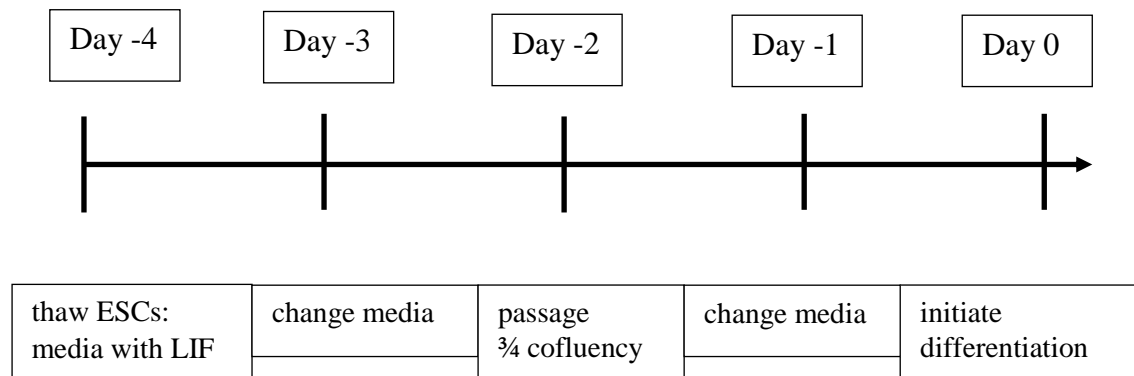 Day -4
Day -3
Day -2
Day -1
Day 0
thaw ESCs:
media with LIF
change media
passage
¾ cofluency
change media
initiate
differentiation